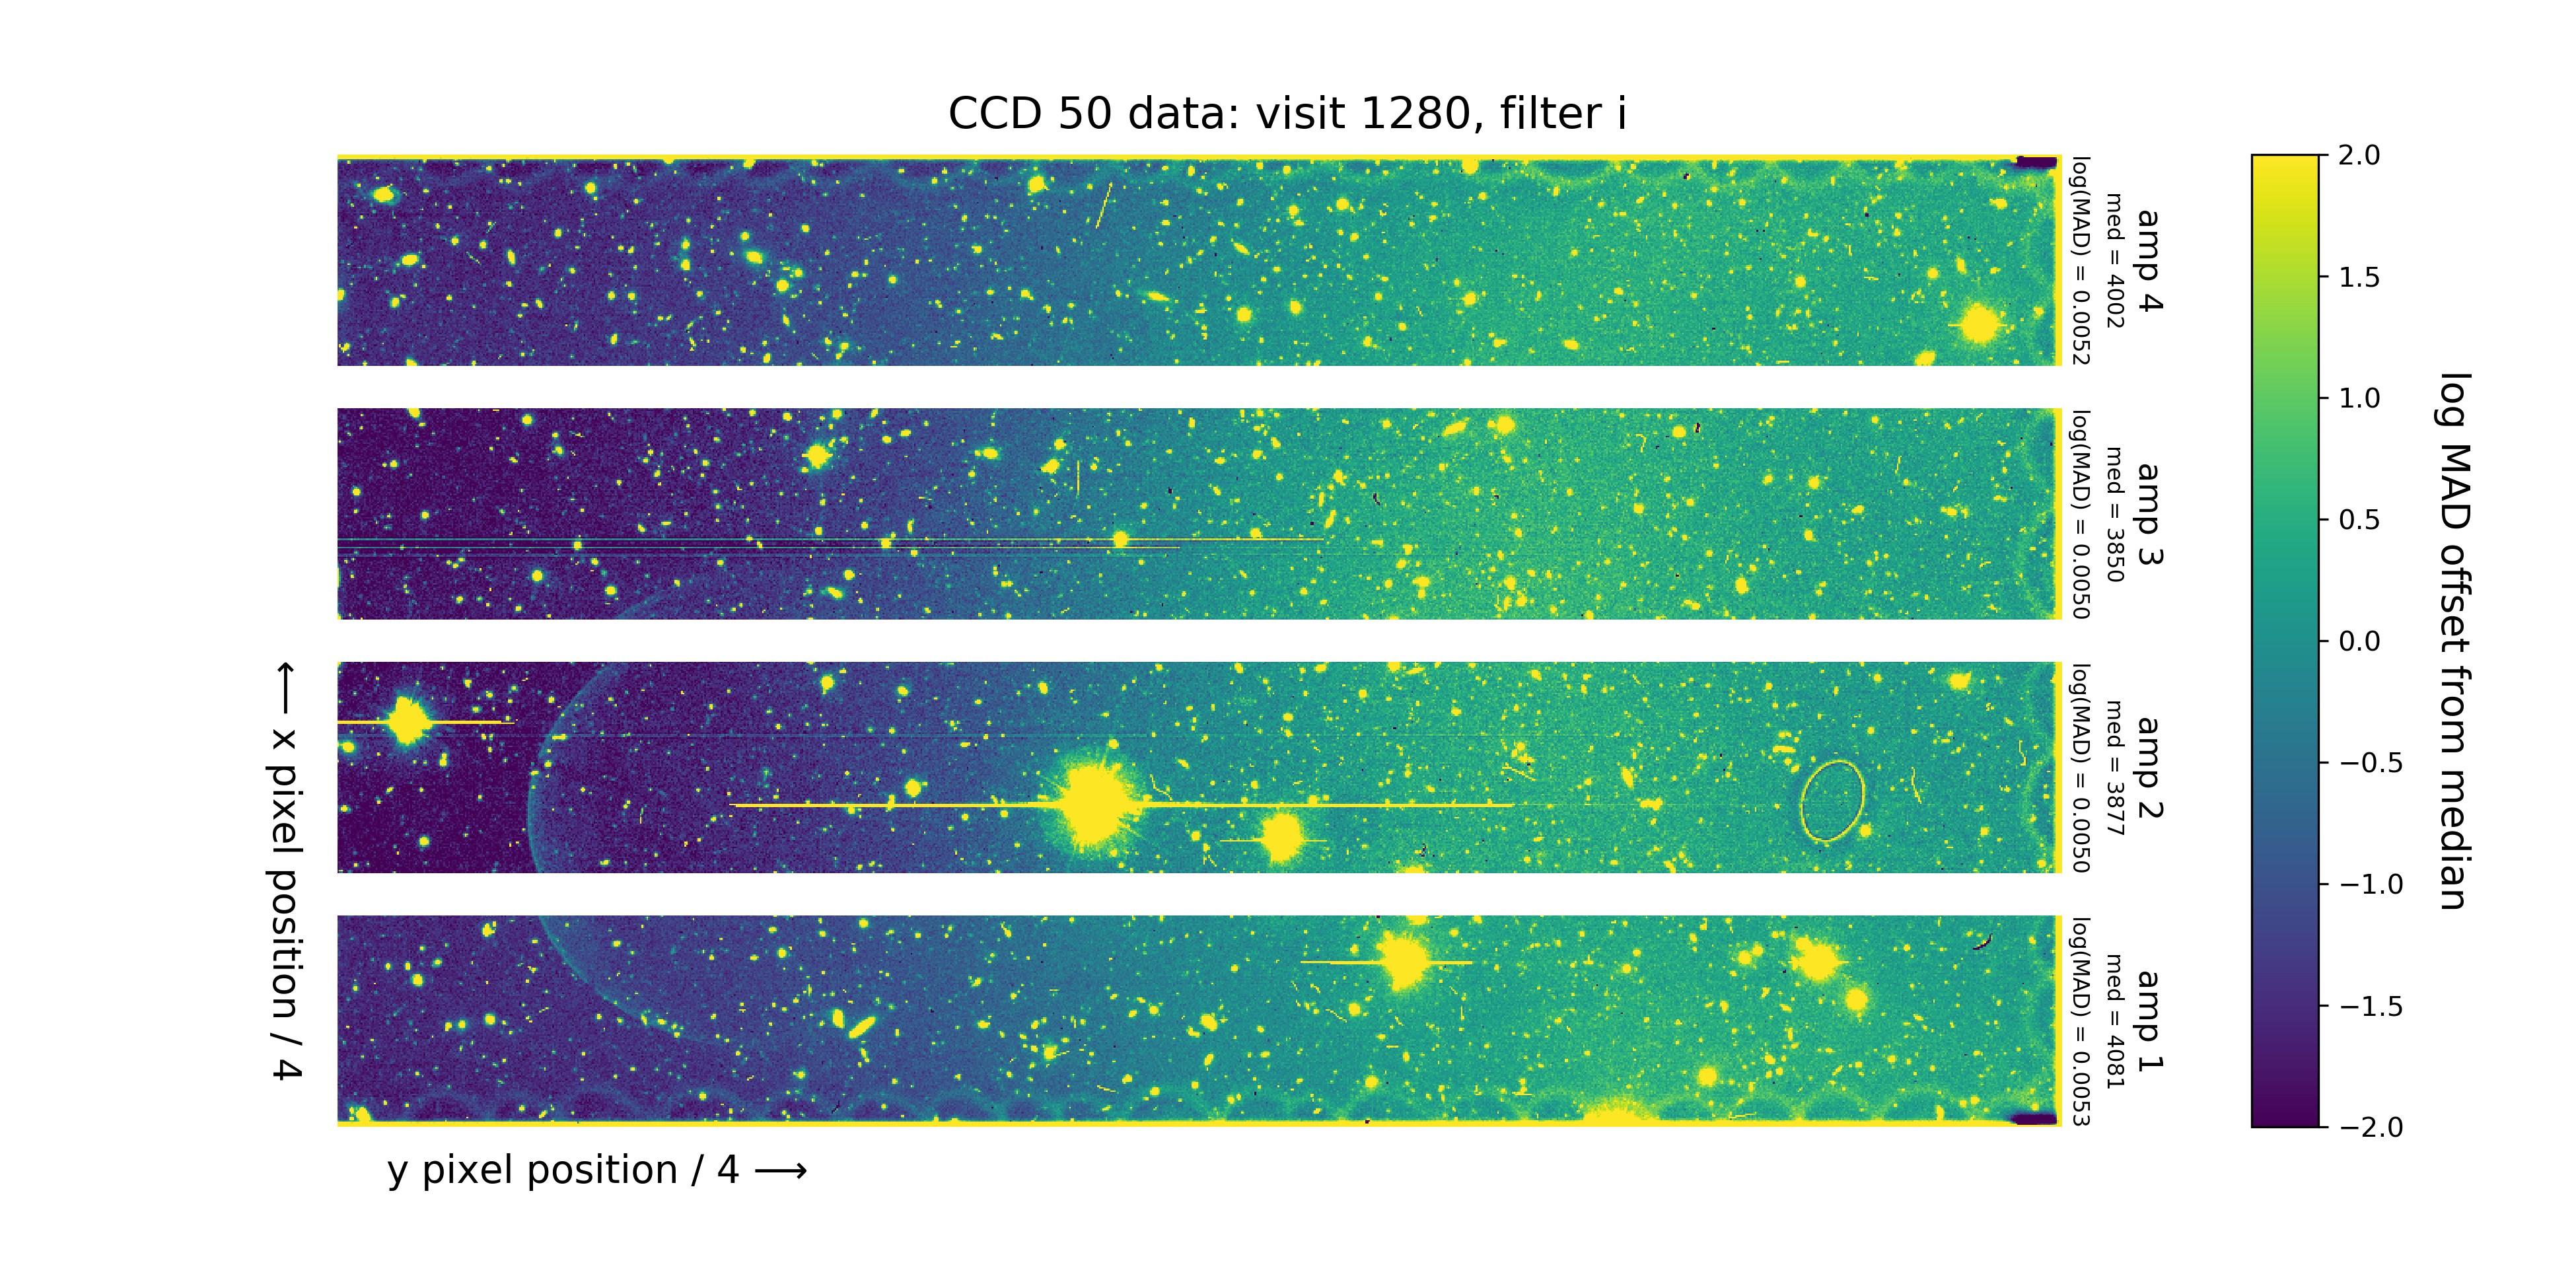 CCD 50 data: visit 1280, filter i
amp 4
med = 4002
log(MAD) = 0.0052
amp 3
med = 3850
log(MAD) = 0.0050
amp 2
med = 3877
log(MAD) = 0.0050
amp 1
med = 4081
log(MAD) = 0.0053
⟵ x pixel position / 4
y pixel position / 4 ⟶
2.0
1.5
1.0
0.5
0.0
−0.5
−1.0
−1.5
−2.0
log MAD offset from median